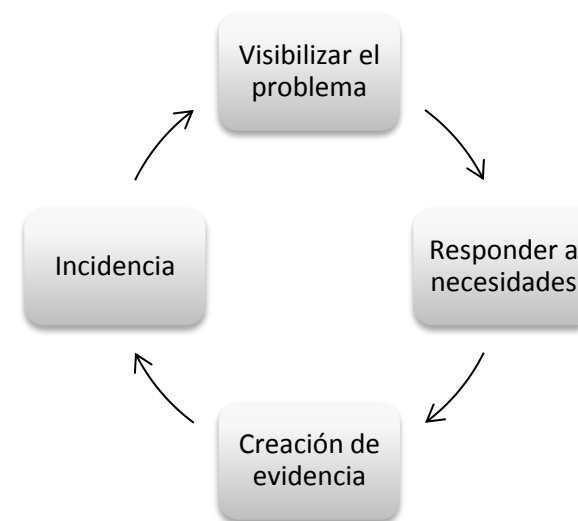 Visibilizar el
problema
Responder a
necesidades
Creación de
evidencia
Incidencia